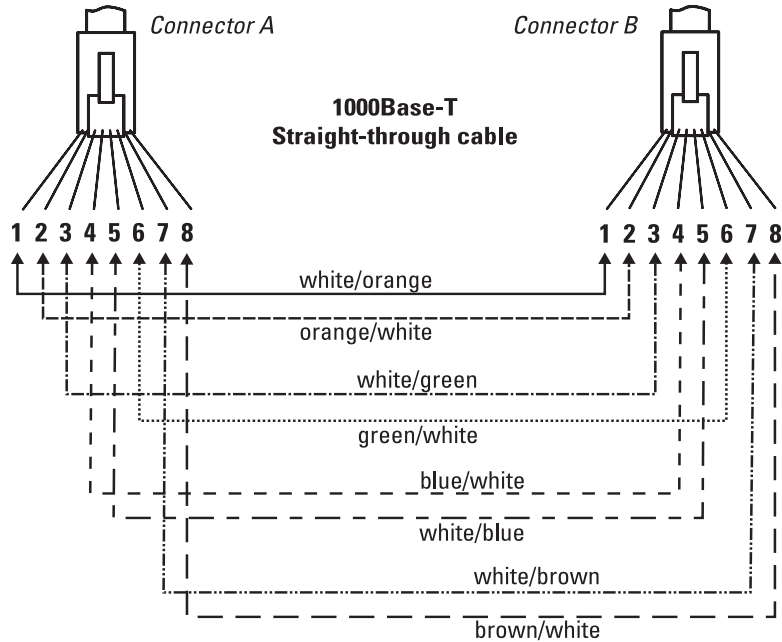 Connector A
Connector B
1000Base-T
Straight-through cable
1 2 3 4 5 6 7 8
1 2 3 4 5 6 7 8
white/orange
orange/white
white/green
green/white
blue/white
white/blue
white/brown
brown/white